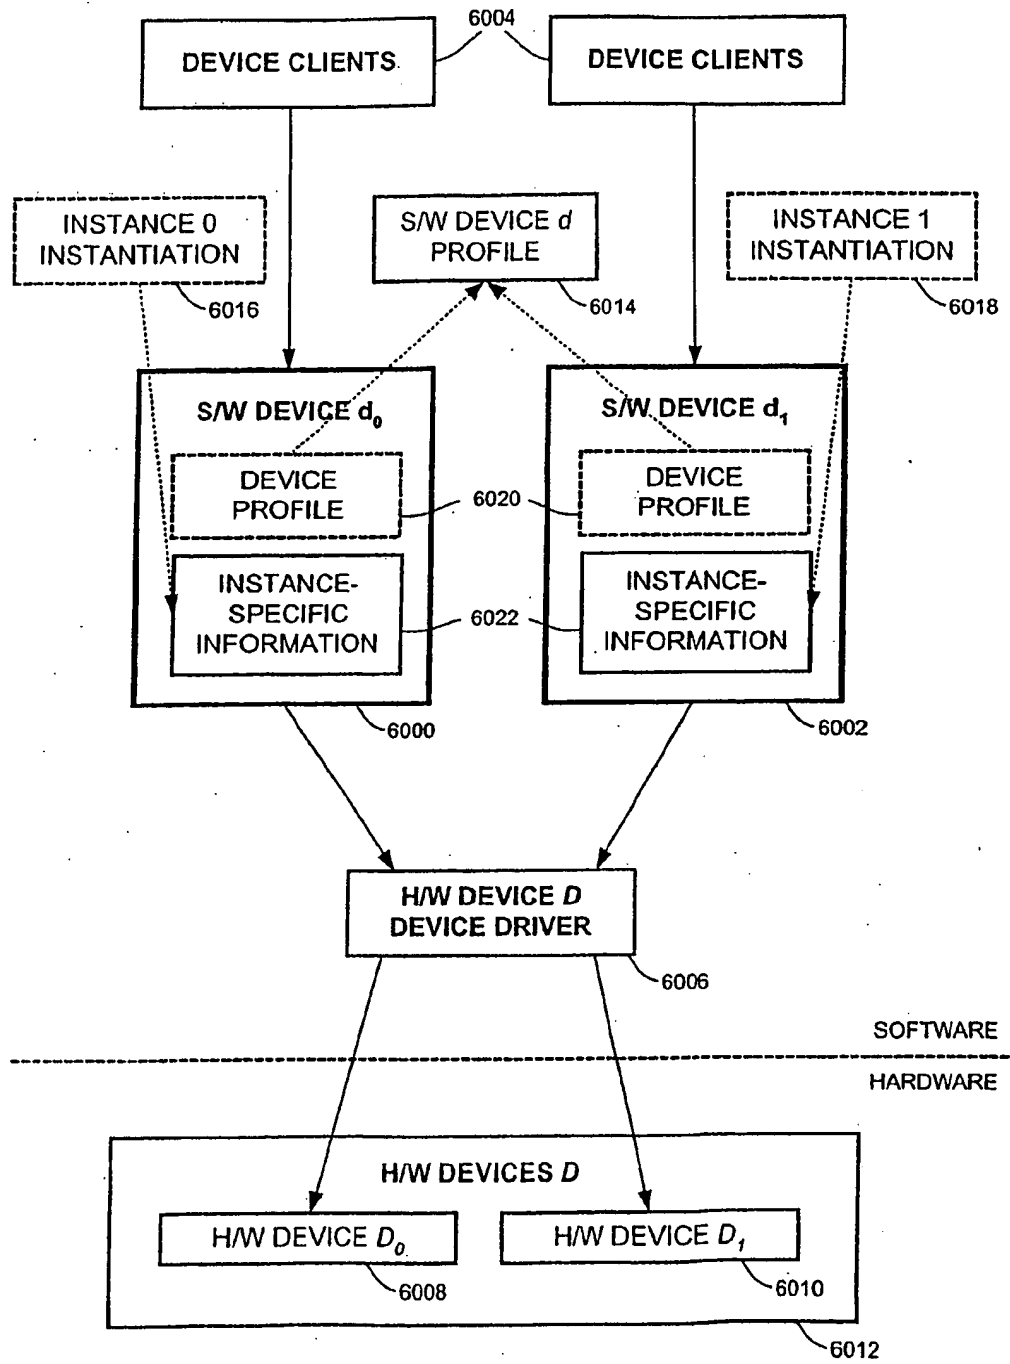 6004
DEVICE CLIENTS
DEVICE CLIENTS
INSTANCE 0
INSTANTIATION
6016
S/W DEVICE d
PROFILE
6014
INSTANCE 1
INSTANTIATION
6018
S/W DEVICE d0
DEVICE
PROFILE
6020
INSTANCE-
SPECIFIC
INFORMATION
6022
6000
S/W DEVICE d1
DEVICE
PROFILE
INSTANCE-
SPECIFIC
INFORMATION
6002
H/W DEVICE D
DEVICE DRIVER
6006
SOFTWARE
HARDWARE
H/W DEVICES D
H/W DEVICE D0
6008
H/W DEVICE D1
6010
6012